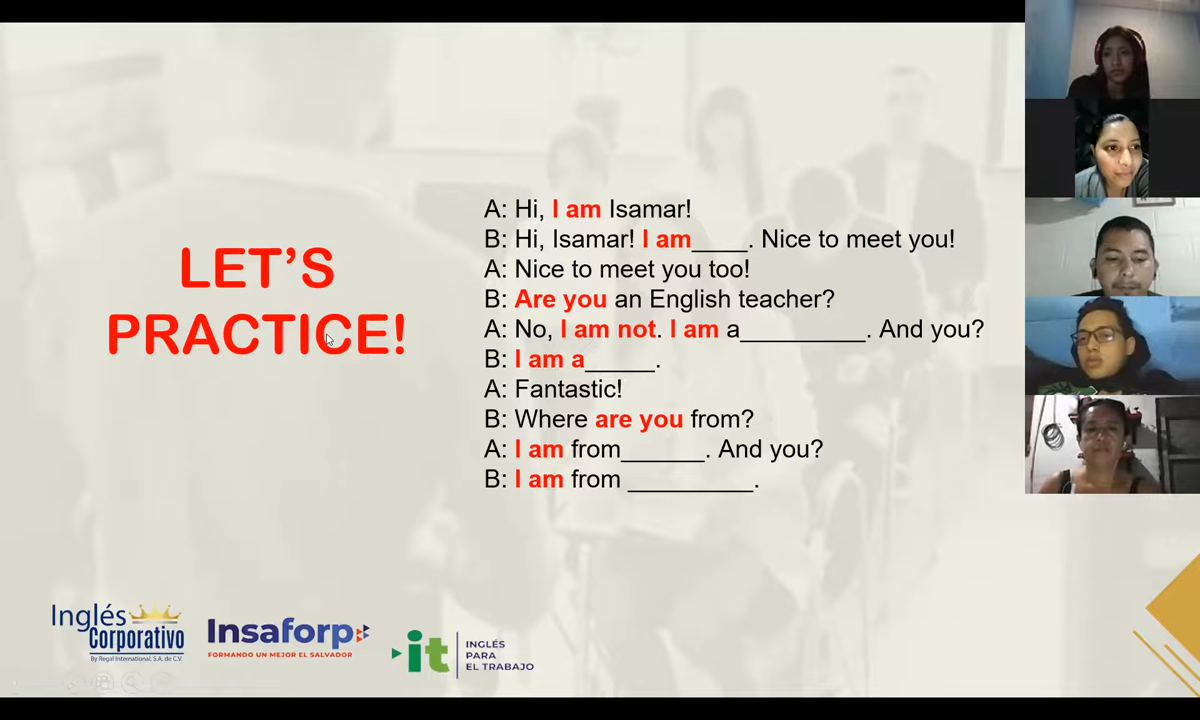 LET'S
PRACTICE!
A: Hi, I am Isamar!
B: Hi, Isamar! I am____. Nice to meet you!
A: Nice to meet you too!
B: Are you an English teacher?
A: No, I am not. I am a_________. And you?
B: I am a_____.
A: Fantastic!
B: Where are you from?
A: I am from______. And you?
B: I am from _________.
Inglés
Corporativo
By Regal International, S.A. de C.V.
Insaforp
FORMANDO UN MEJOR EL SALVADOR
it
INGLÉS
PARA
EL TRABAJO